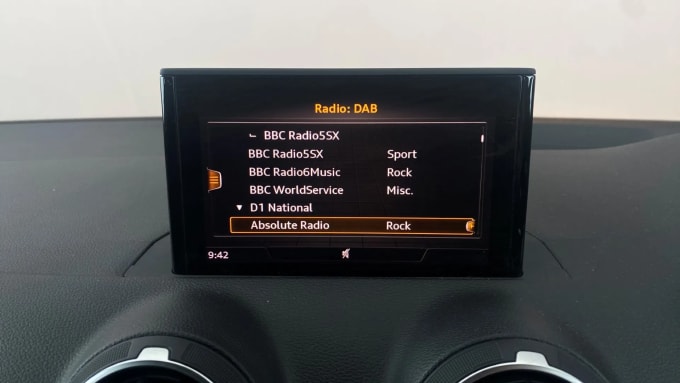 Radio: DAB
BBC Radio5SX
BBC Radio5SX Sport
BBC Radio6Music Rock
BBC WorldService Misc.
D1 National
Absolute Radio Rock
9:42